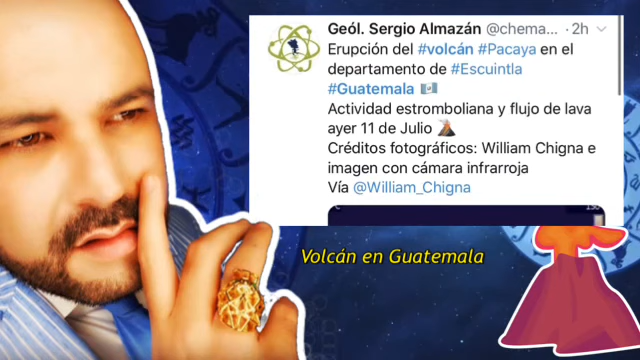 Geól. Sergio Almazán @chema... · 2h
Erupción del #volcán #Pacaya en el
departamento de #Escuintla
#Guatemala 🇬🇹
Actividad estromboliana y flujo de lava
ayer 11 de Julio 🌋
Créditos fotográficos: William Chigna e
imagen con cámara infrarroja
Vía @William_Chigna
Volcán en Guatemala